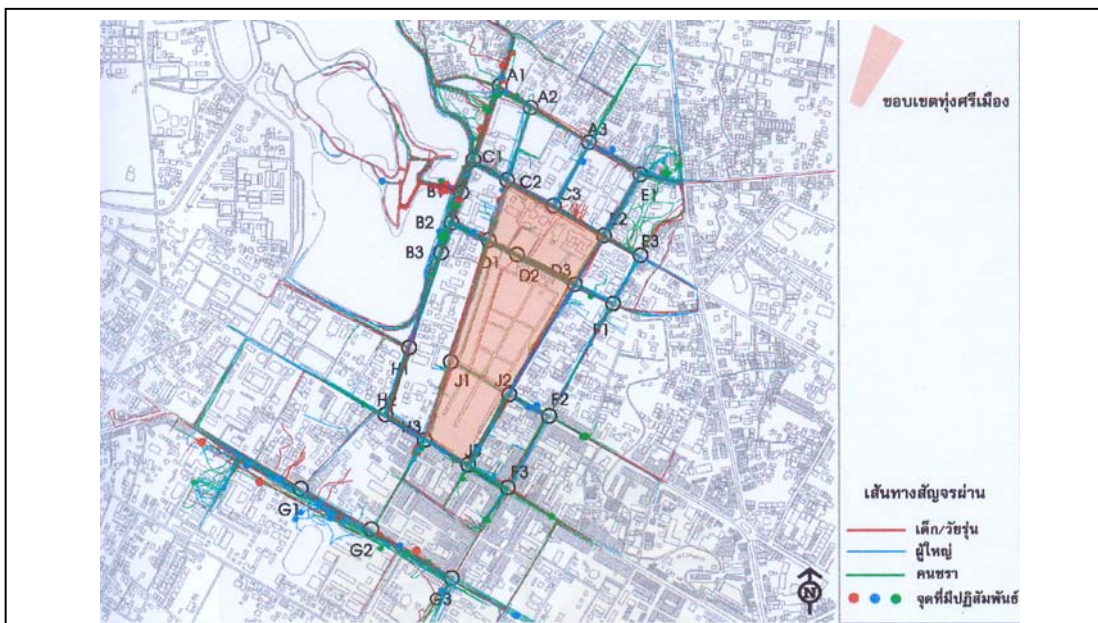 ขอบเขตทุ่งศรีเมือง
A1
A2
A3
C1
C2
E1
B1
C3
B2
E2
E3
B3
D1
D2
D3
F1
H1
J1
J2
F2
H2
H3
F3
G1
G2
G3
เส้นทางสัญจรผ่าน
เด็ก/วัยรุ่น
ผู้ใหญ่
คนชรา
จุดที่มีปฏิสัมพันธ์
N